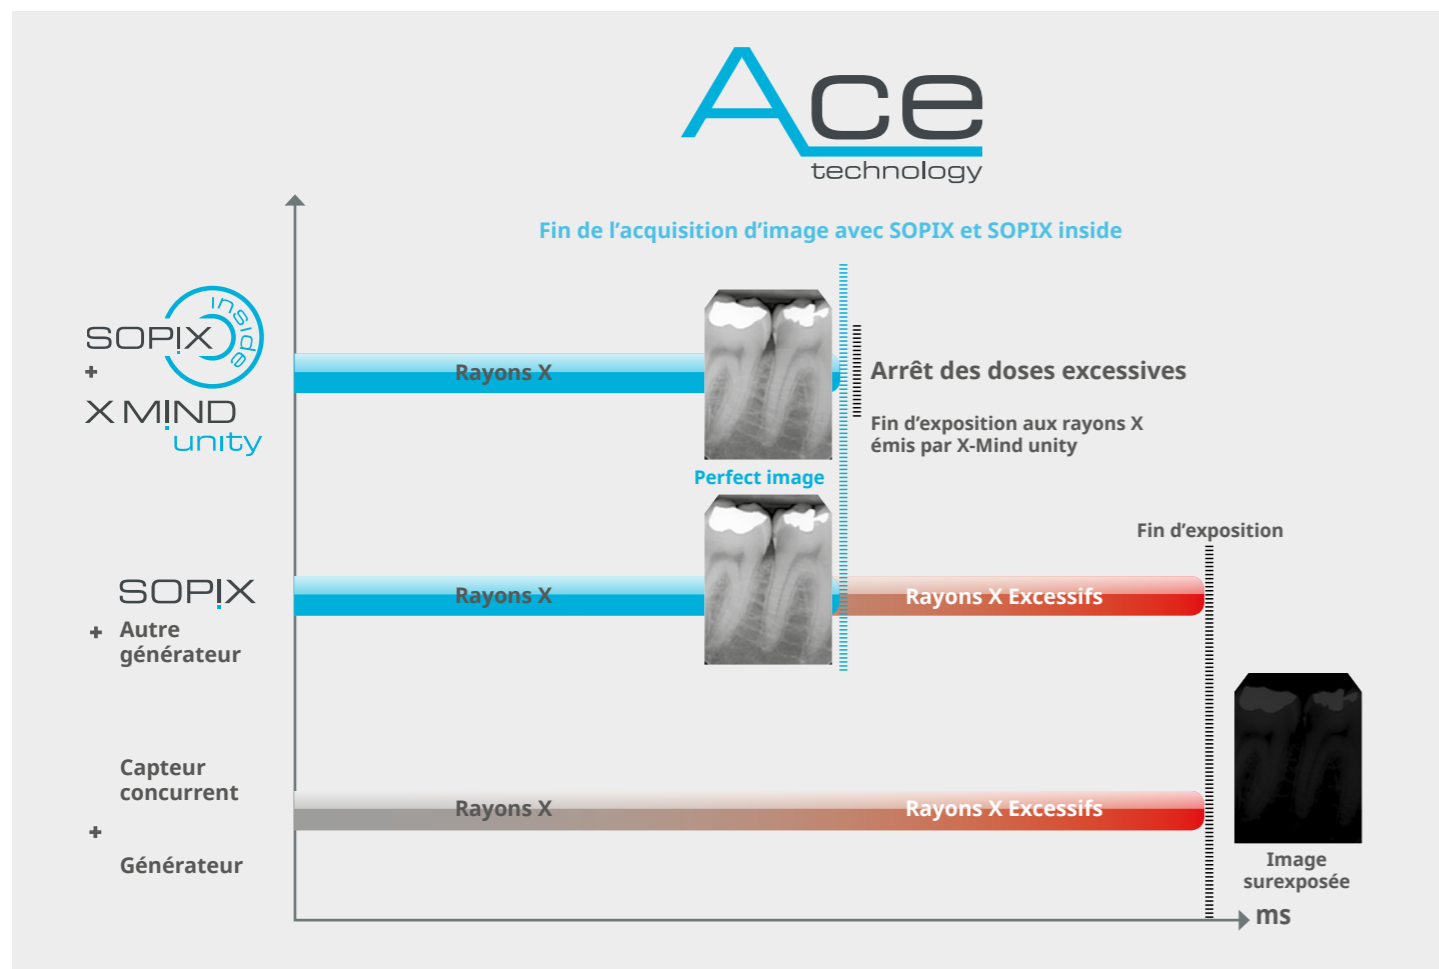 Ace
technology
Fin de l’acquisition d’image avec SOPIX et SOPIX inside
inside
SOPIX
+
X MIND
unity
Rayons X
Arrêt des doses excessives
Fin d’exposition aux rayons X
émis par X-Mind unity
Perfect image
Fin d’exposition
SOPIX
+ Autre
générateur
Rayons X
Rayons X Excessifs
Capteur
concurrent
+
Générateur
Rayons X
Rayons X Excessifs
Image
surexposée
ms